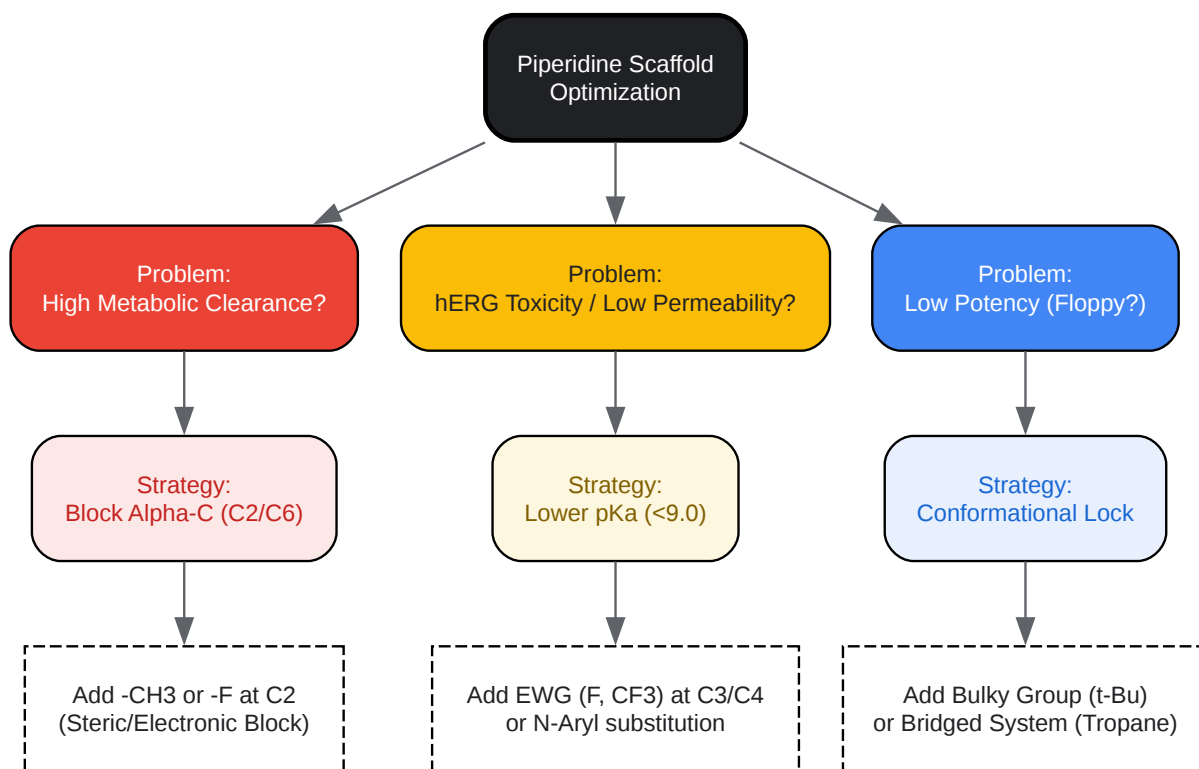 Piperidine Scaffold
Optimization
Problem:
High Metabolic Clearance?
Problem:
hERG Toxicity / Low Permeability?
Problem:
Low Potency (Floppy?)
Strategy:
Block Alpha-C (C2/C6)
Strategy:
Lower pKa (<9.0)
Strategy:
Conformational Lock
Add -CH3 or -F at C2
(Steric/Electronic Block)
Add EWG (F, CF3) at C3/C4
or N-Aryl substitution
Add Bulky Group (t-Bu)
or Bridged System (Tropane)